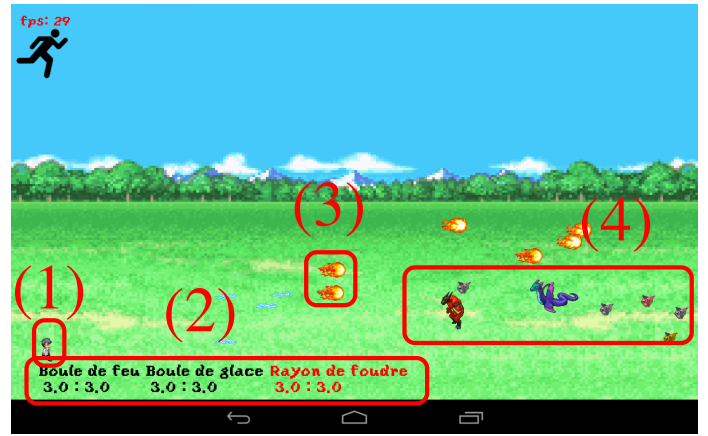 fps: 29
(3)
(4)
(1)
(2)
Boule de feu Boule de glace Rayon de foudre
3.0 : 3.0 3.0 : 3.0 3.0 : 3.0